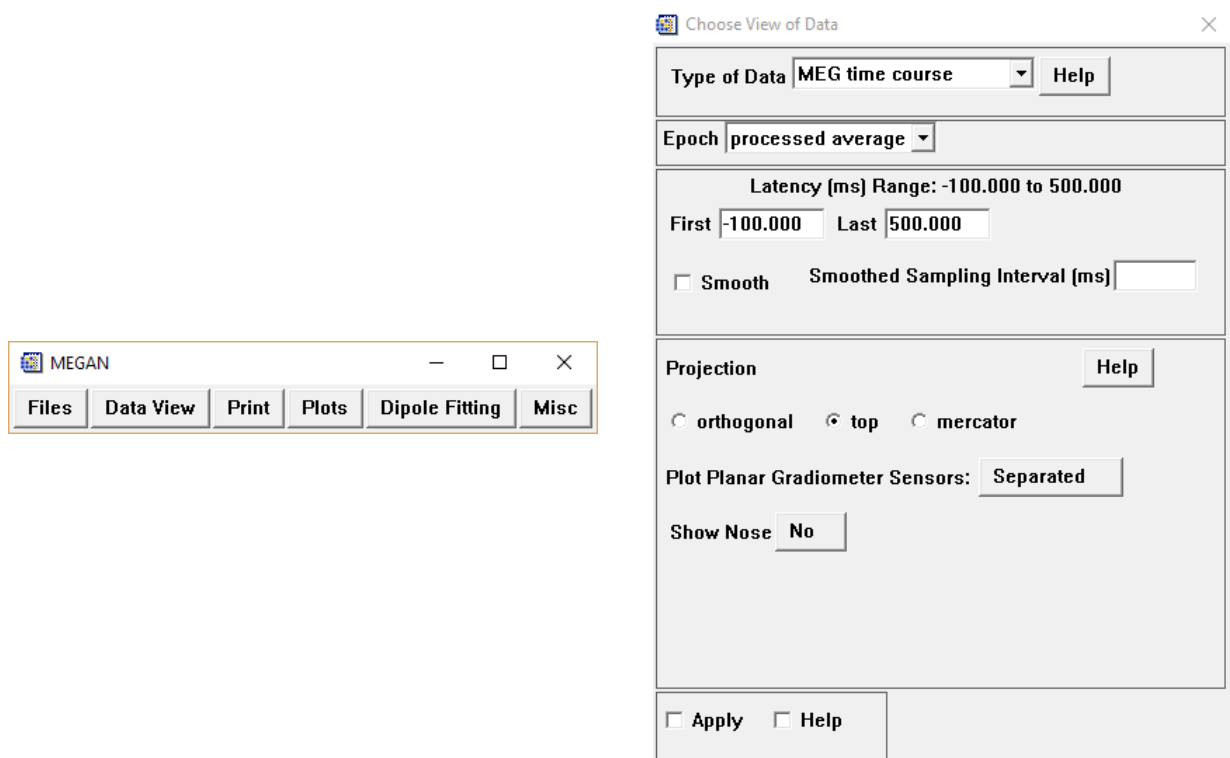 MEGAN
Files Data View Print Plots Dipole Fitting Misc
Choose View of Data
Type of Data MEG time course Help
Epoch processed average
Latency (ms) Range: -100.000 to 500.000
First -100.000 Last 500.000
Smooth Smoothed Sampling Interval (ms)
Projection Help
orthogonal top mercator
Plot Planar Gradiometer Sensors: Separated
Show Nose No
Apply Help